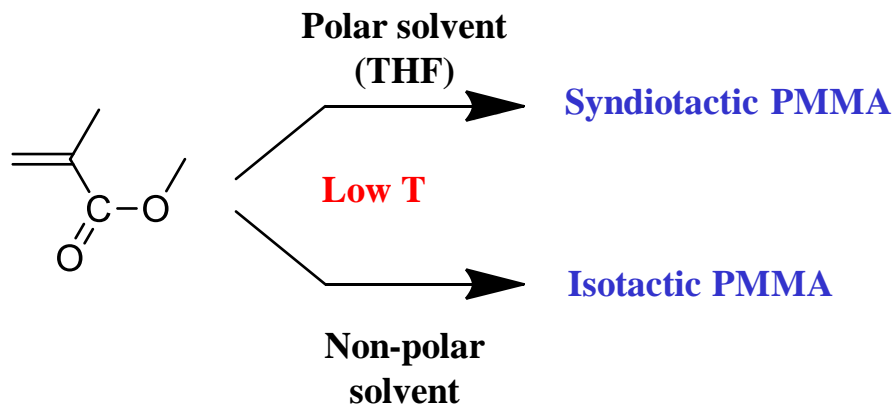 Polar solvent
(THF)
Syndiotactic PMMA
Low T
C
O
O
Isotactic PMMA
Non-polar
solvent